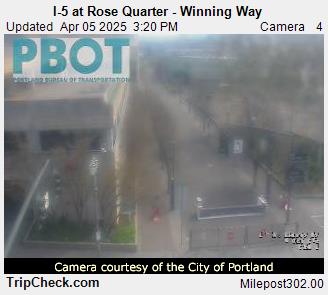 I-5 at Rose Quarter - Winning Way
Updated Apr 05 2025 3:20 PM Camera 4
PBOT
PORTLAND BUREAU OF TRANSPORTATION
Camera courtesy of the City of Portland
TripCheck.com Milepost302.00